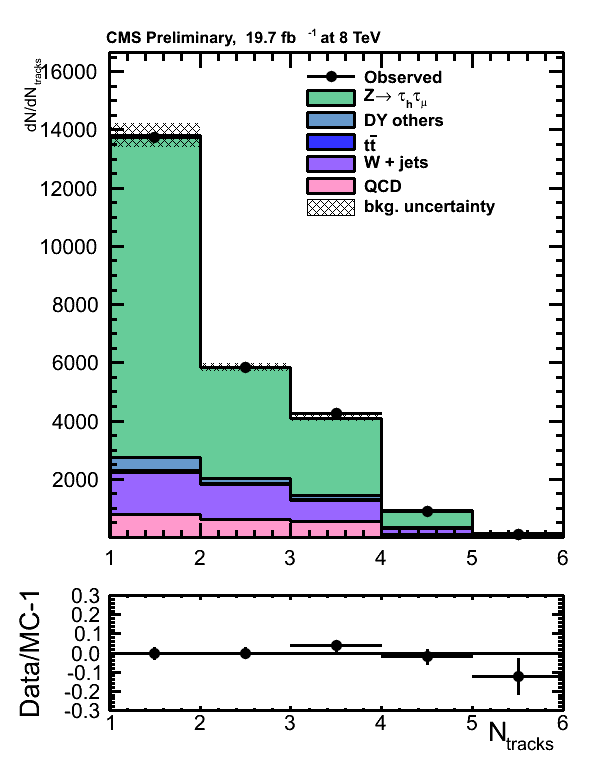 CMS Preliminary, 19.7 fb⁻¹ at 8 TeV
dN/dN_tracks
16000
14000
12000
10000
8000
6000
4000
2000
Observed
Z→ τ_h τ_μ
DY others
tt̄
W + jets
QCD
bkg. uncertainty
1 2 3 4 5 6
Data/MC-1
0.3
0.2
0.1
0.0
-0.1
-0.2
-0.3
1 2 3 4 5 6
N_tracks